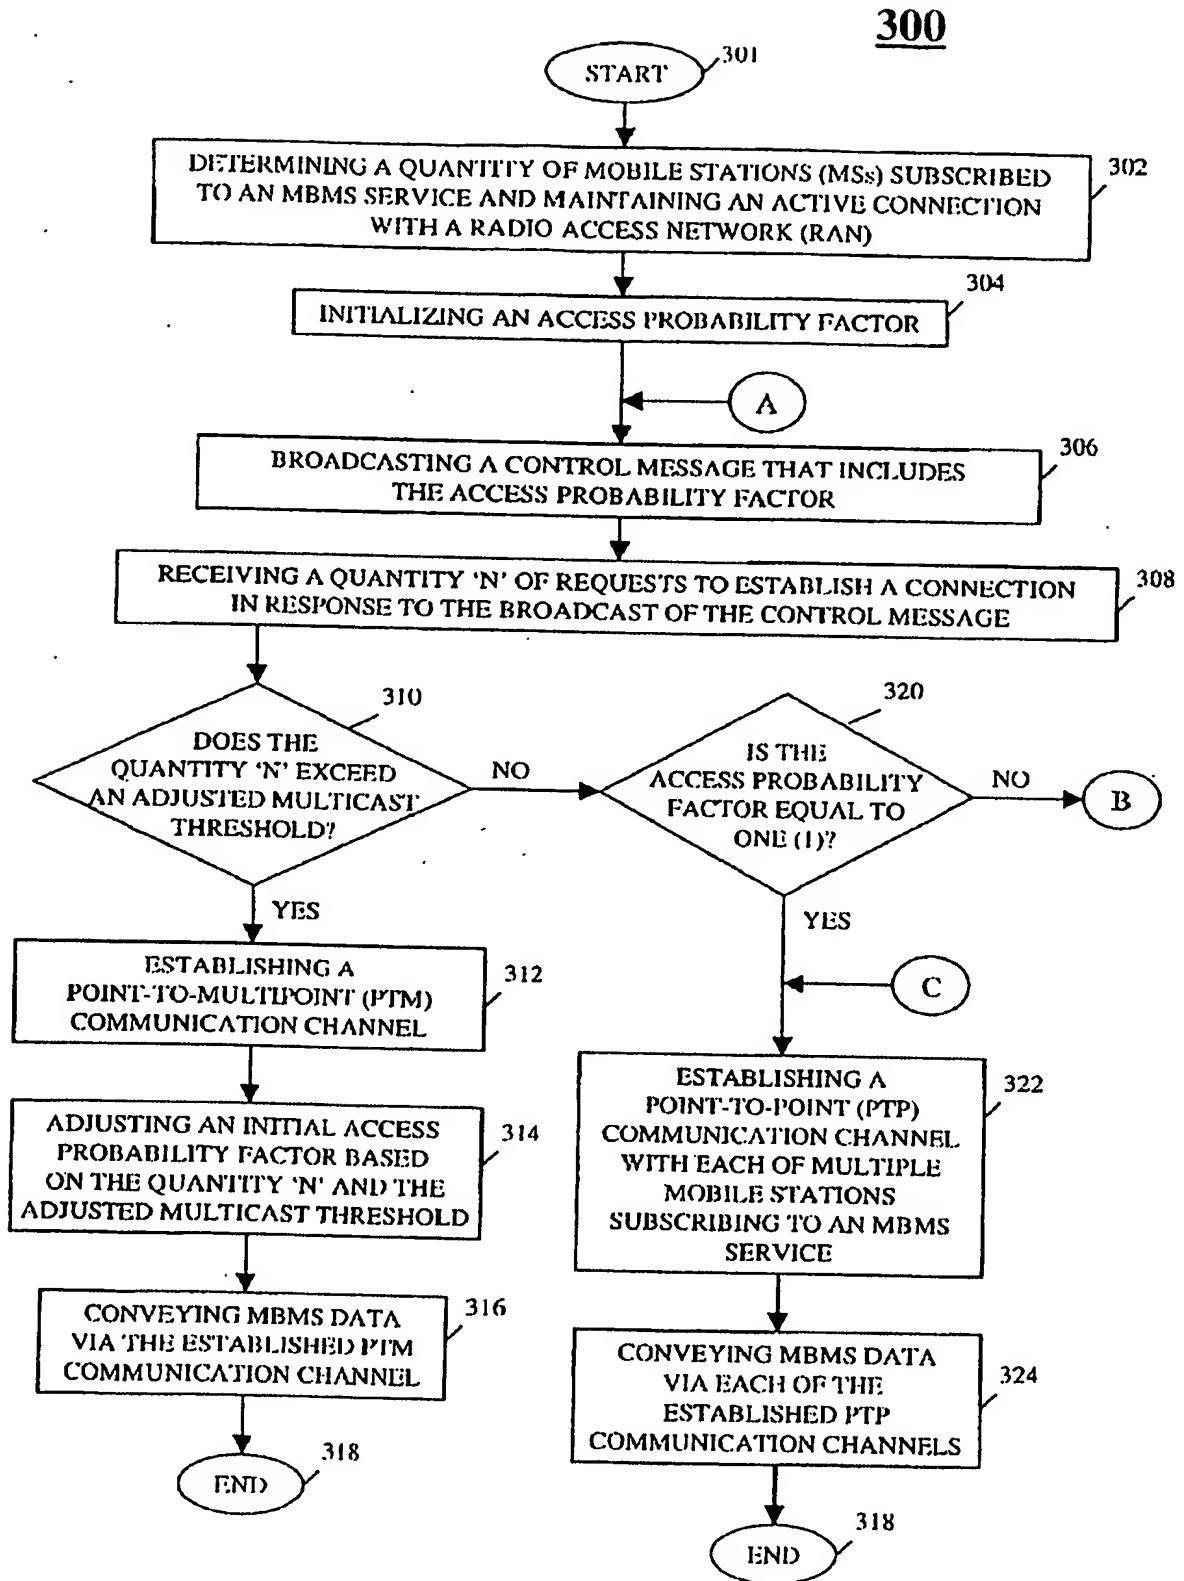 300
START
301
DETERMINING A QUANTITY OF MOBILE STATIONS (MSs) SUBSCRIBED
TO AN MBMS SERVICE AND MAINTAINING AN ACTIVE CONNECTION
WITH A RADIO ACCESS NETWORK (RAN)
302
304
INITIALIZING AN ACCESS PROBABILITY FACTOR
A
306
BROADCASTING A CONTROL MESSAGE THAT INCLUDES
THE ACCESS PROBABILITY FACTOR
308
RECEIVING A QUANTITY 'N' OF REQUESTS TO ESTABLISH A CONNECTION
IN RESPONSE TO THE BROADCAST OF THE CONTROL MESSAGE
310
DOES THE
QUANTITY 'N' EXCEED
AN ADJUSTED MULTICAST
THRESHOLD?
NO
320
IS THE
ACCESS PROBABILITY
FACTOR EQUAL TO
ONE (1)?
NO
B
YES
ESTABLISHING A
POINT-TO-MULTIPOINT (PTM)
COMMUNICATION CHANNEL
312
ADJUSTING AN INITIAL ACCESS
PROBABILITY FACTOR BASED
ON THE QUANTITY 'N' AND THE
ADJUSTED MULTICAST THRESHOLD
314
CONVEYING MBMS DATA
VIA THE ESTABLISHED PTM
COMMUNICATION CHANNEL
316
END
318
YES
C
ESTABLISHING A
POINT-TO-POINT (PTP)
COMMUNICATION CHANNEL
WITH EACH OF MULTIPLE
MOBILE STATIONS
SUBSCRIBING TO AN MBMS
SERVICE
322
CONVEYING MBMS DATA
VIA EACH OF THE
ESTABLISHED PTP
COMMUNICATION CHANNELS
324
END
318